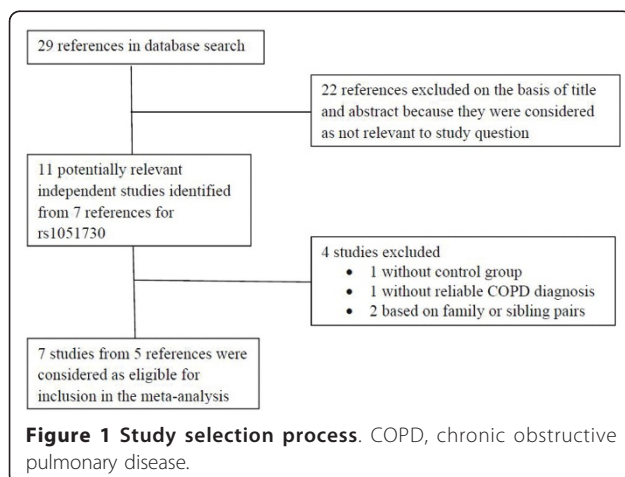 29 references in database search
22 references excluded on the basis of title
and abstract because they were considered
as not relevant to study question
11 potentially relevant
independent studies identified
from 7 references for
rs1051730
4 studies excluded
• 1 without control group
• 1 without reliable COPD diagnosis
• 2 based on family or sibling pairs
7 studies from 5 references were
considered as eligible for
inclusion in the meta-analysis
Figure 1 Study selection process. COPD, chronic obstructive
pulmonary disease.